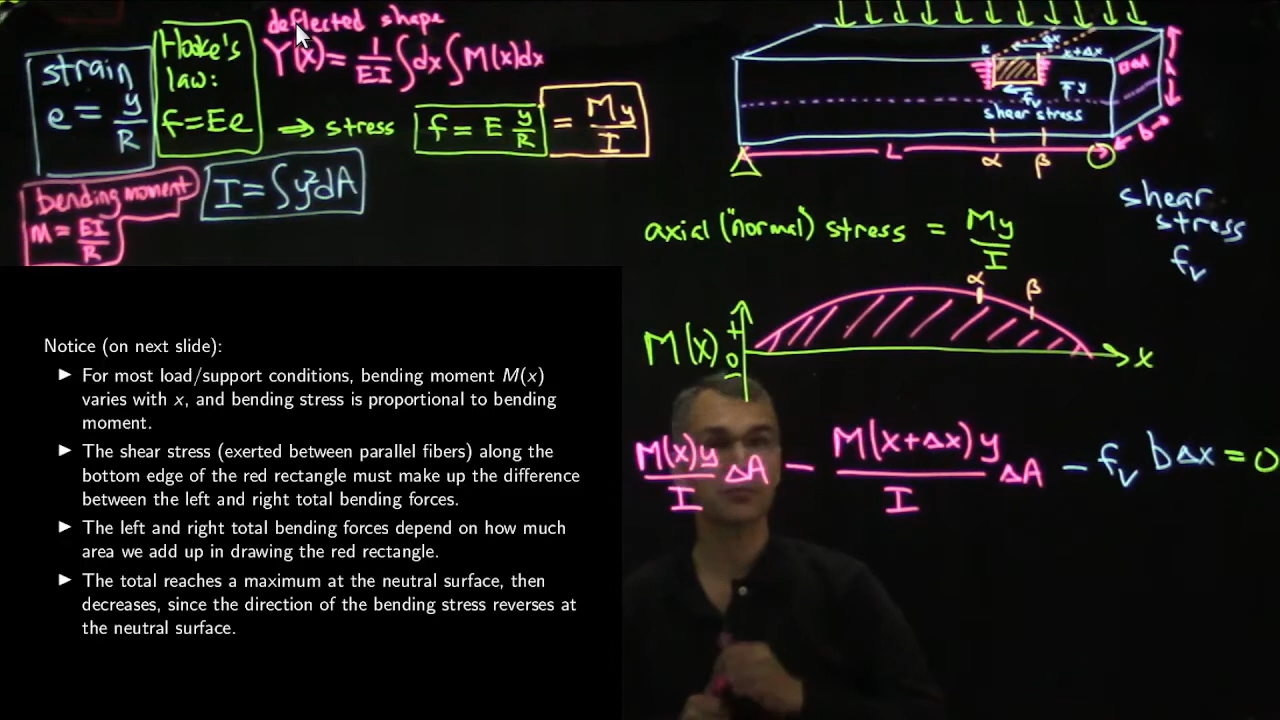 deflected shape
Y(x) = 1/EI ∫dx ∫M(x)dx
strain
e = y/R
Hooke's
law:
f = Ee
⇒ stress
f = E y/R = My/I
bending moment
M = EI/R
I = ∫y²dA
x
Δx
x+Δx
ΔA
h
y
fv
shear stress
b
L
α
β
shear
stress
fv
axial ("normal") stress = My/I
α
β
M(x)
+
0
−
x
M(x)y/I ΔA − M(x+Δx)y/I ΔA − fv bΔx = 0
Notice (on next slide):
▶ For most load/support conditions, bending moment M(x)
varies with x, and bending stress is proportional to bending
moment.
▶ The shear stress (exerted between parallel fibers) along the
bottom edge of the red rectangle must make up the difference
between the left and right total bending forces.
▶ The left and right total bending forces depend on how much
area we add up in drawing the red rectangle.
▶ The total reaches a maximum at the neutral surface, then
decreases, since the direction of the bending stress reverses at
the neutral surface.